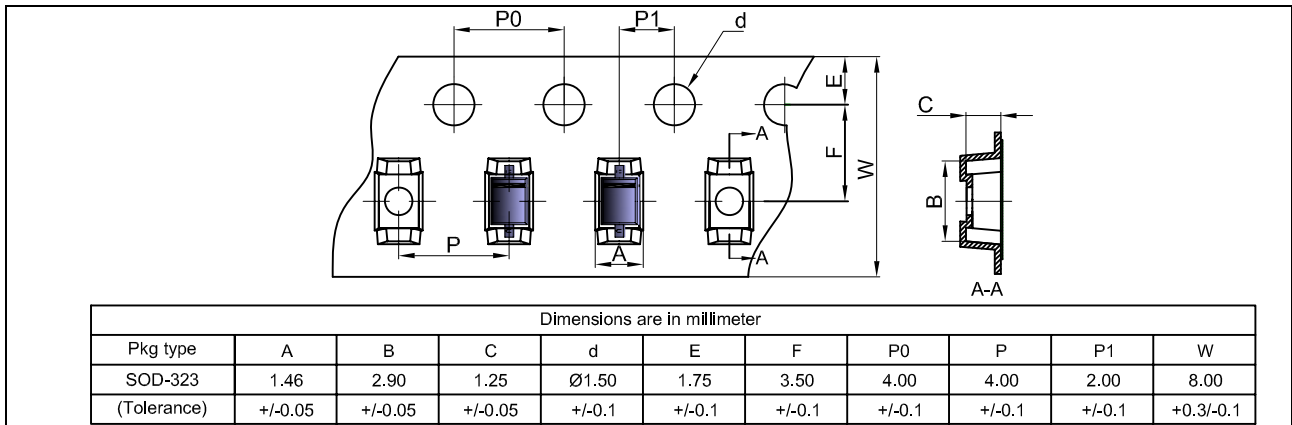 P0
P1
d
E
C
A
F
W
B
P
A
A
A-A
Dimensions are in millimeter
Pkg type A B C d E F P0 P P1 W
SOD-323 1.46 2.90 1.25 Ø1.50 1.75 3.50 4.00 4.00 2.00 8.00
(Tolerance) +/-0.05 +/-0.05 +/-0.05 +/-0.1 +/-0.1 +/-0.1 +/-0.1 +/-0.1 +/-0.1 +0.3/-0.1